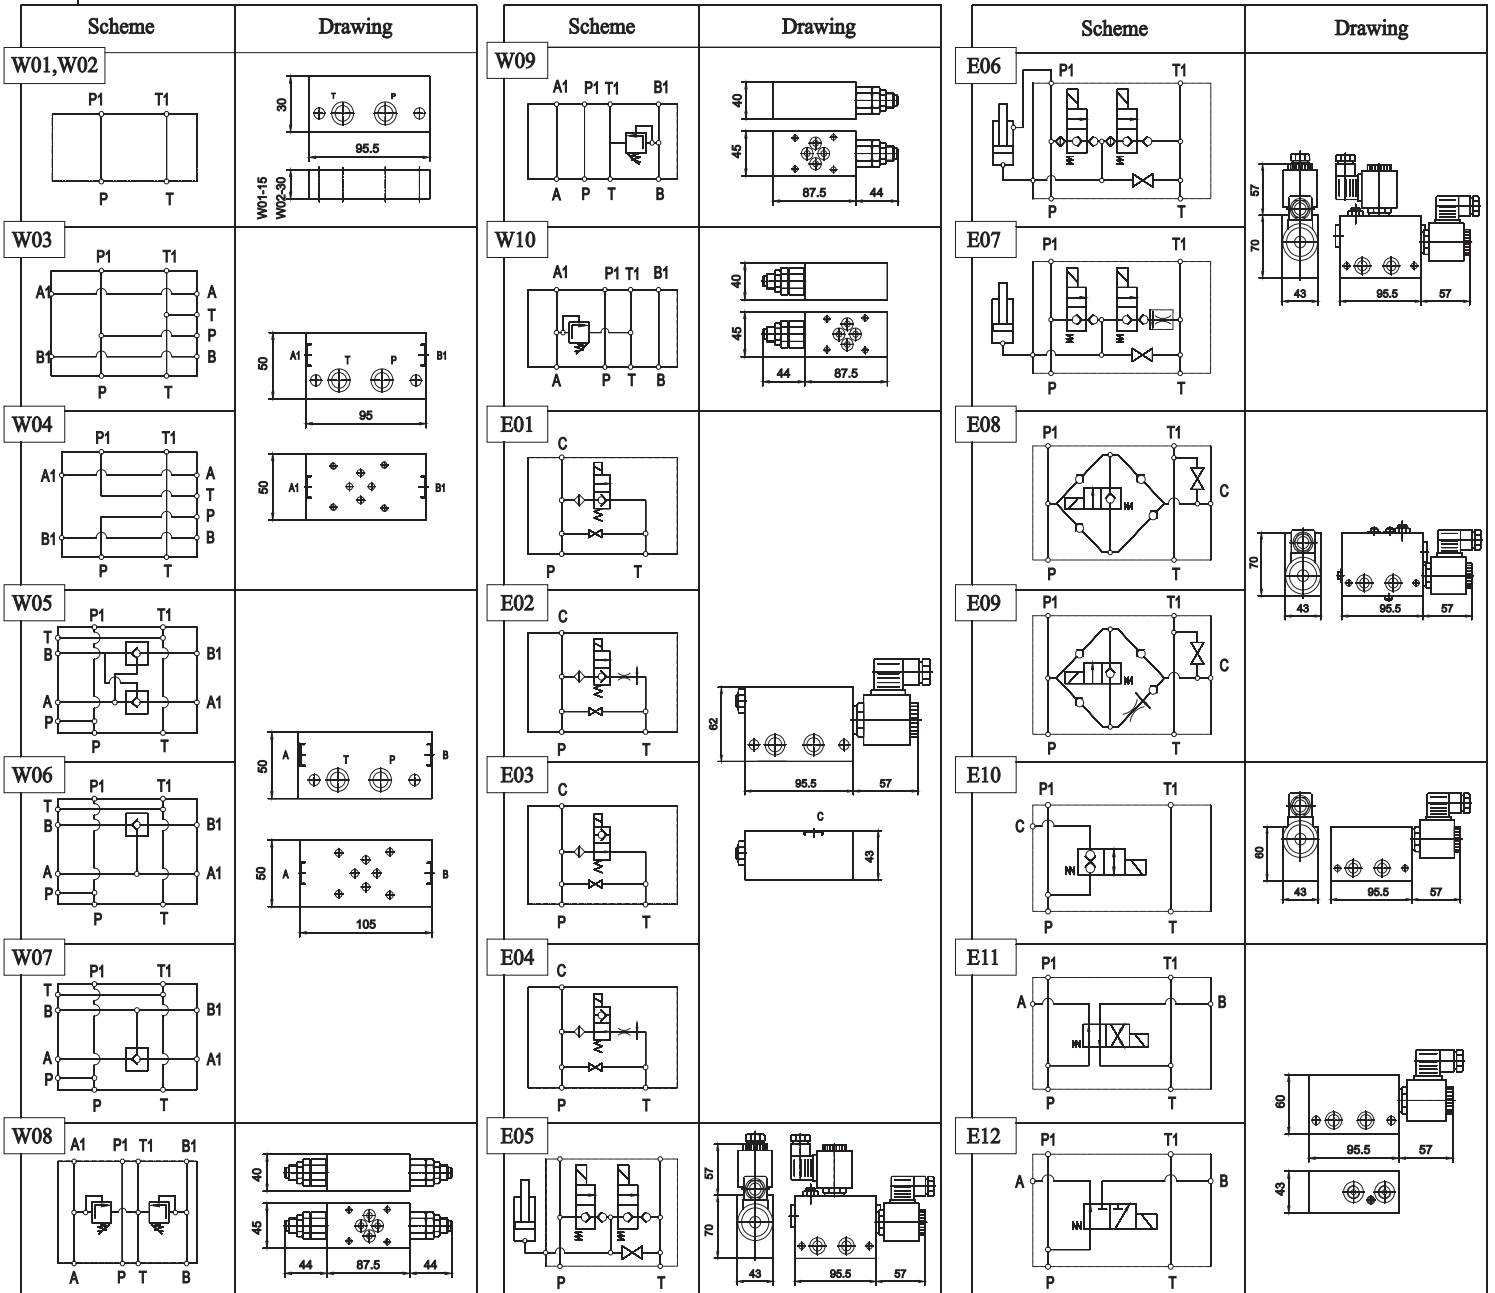 Scheme Drawing
W01,W02
P1 T1
P T
30
T P
95.5
W01-15
W02-30
W03
P1 T1
A1 A
T
P
B1 B
P T
50
A1 T P B1
95
W04
P1 T1
A1 A
T
P
B1 B
P T
50
A1 B1
W05
P1 T1
T
B B1
A A1
P
P T
50
A T P B
W06
P1 T1
T
B B1
A A1
P
P T
50
A B
105
W07
P1 T1
T
B B1
A A1
P
P T
W08
A1 P1 T1 B1
A P T B
40
45
44 87.5 44
Scheme Drawing
W09
A1 P1 T1 B1
A P T B
40
45
87.5 44
W10
A1 P1 T1 B1
A P T B
40
45
44 87.5
E01
C
P T
E02
C
P T
62
95.5 57
E03
C
P T
C
43
E04
C
P T
E05
P T
57
70
43 95.5 57
Scheme Drawing
E06
P1 T1
P T
57
70
43 95.5 57
E07
P1 T1
P T
E08
P1 T1
C
P T
70
43 95.5 57
E09
P1 T1
C
P T
E10
P1 T1
C
P T
60
43 95.5 57
E11
P1 T1
A B
P T
60
95.5 57
E12
P1 T1
A B
P T
43